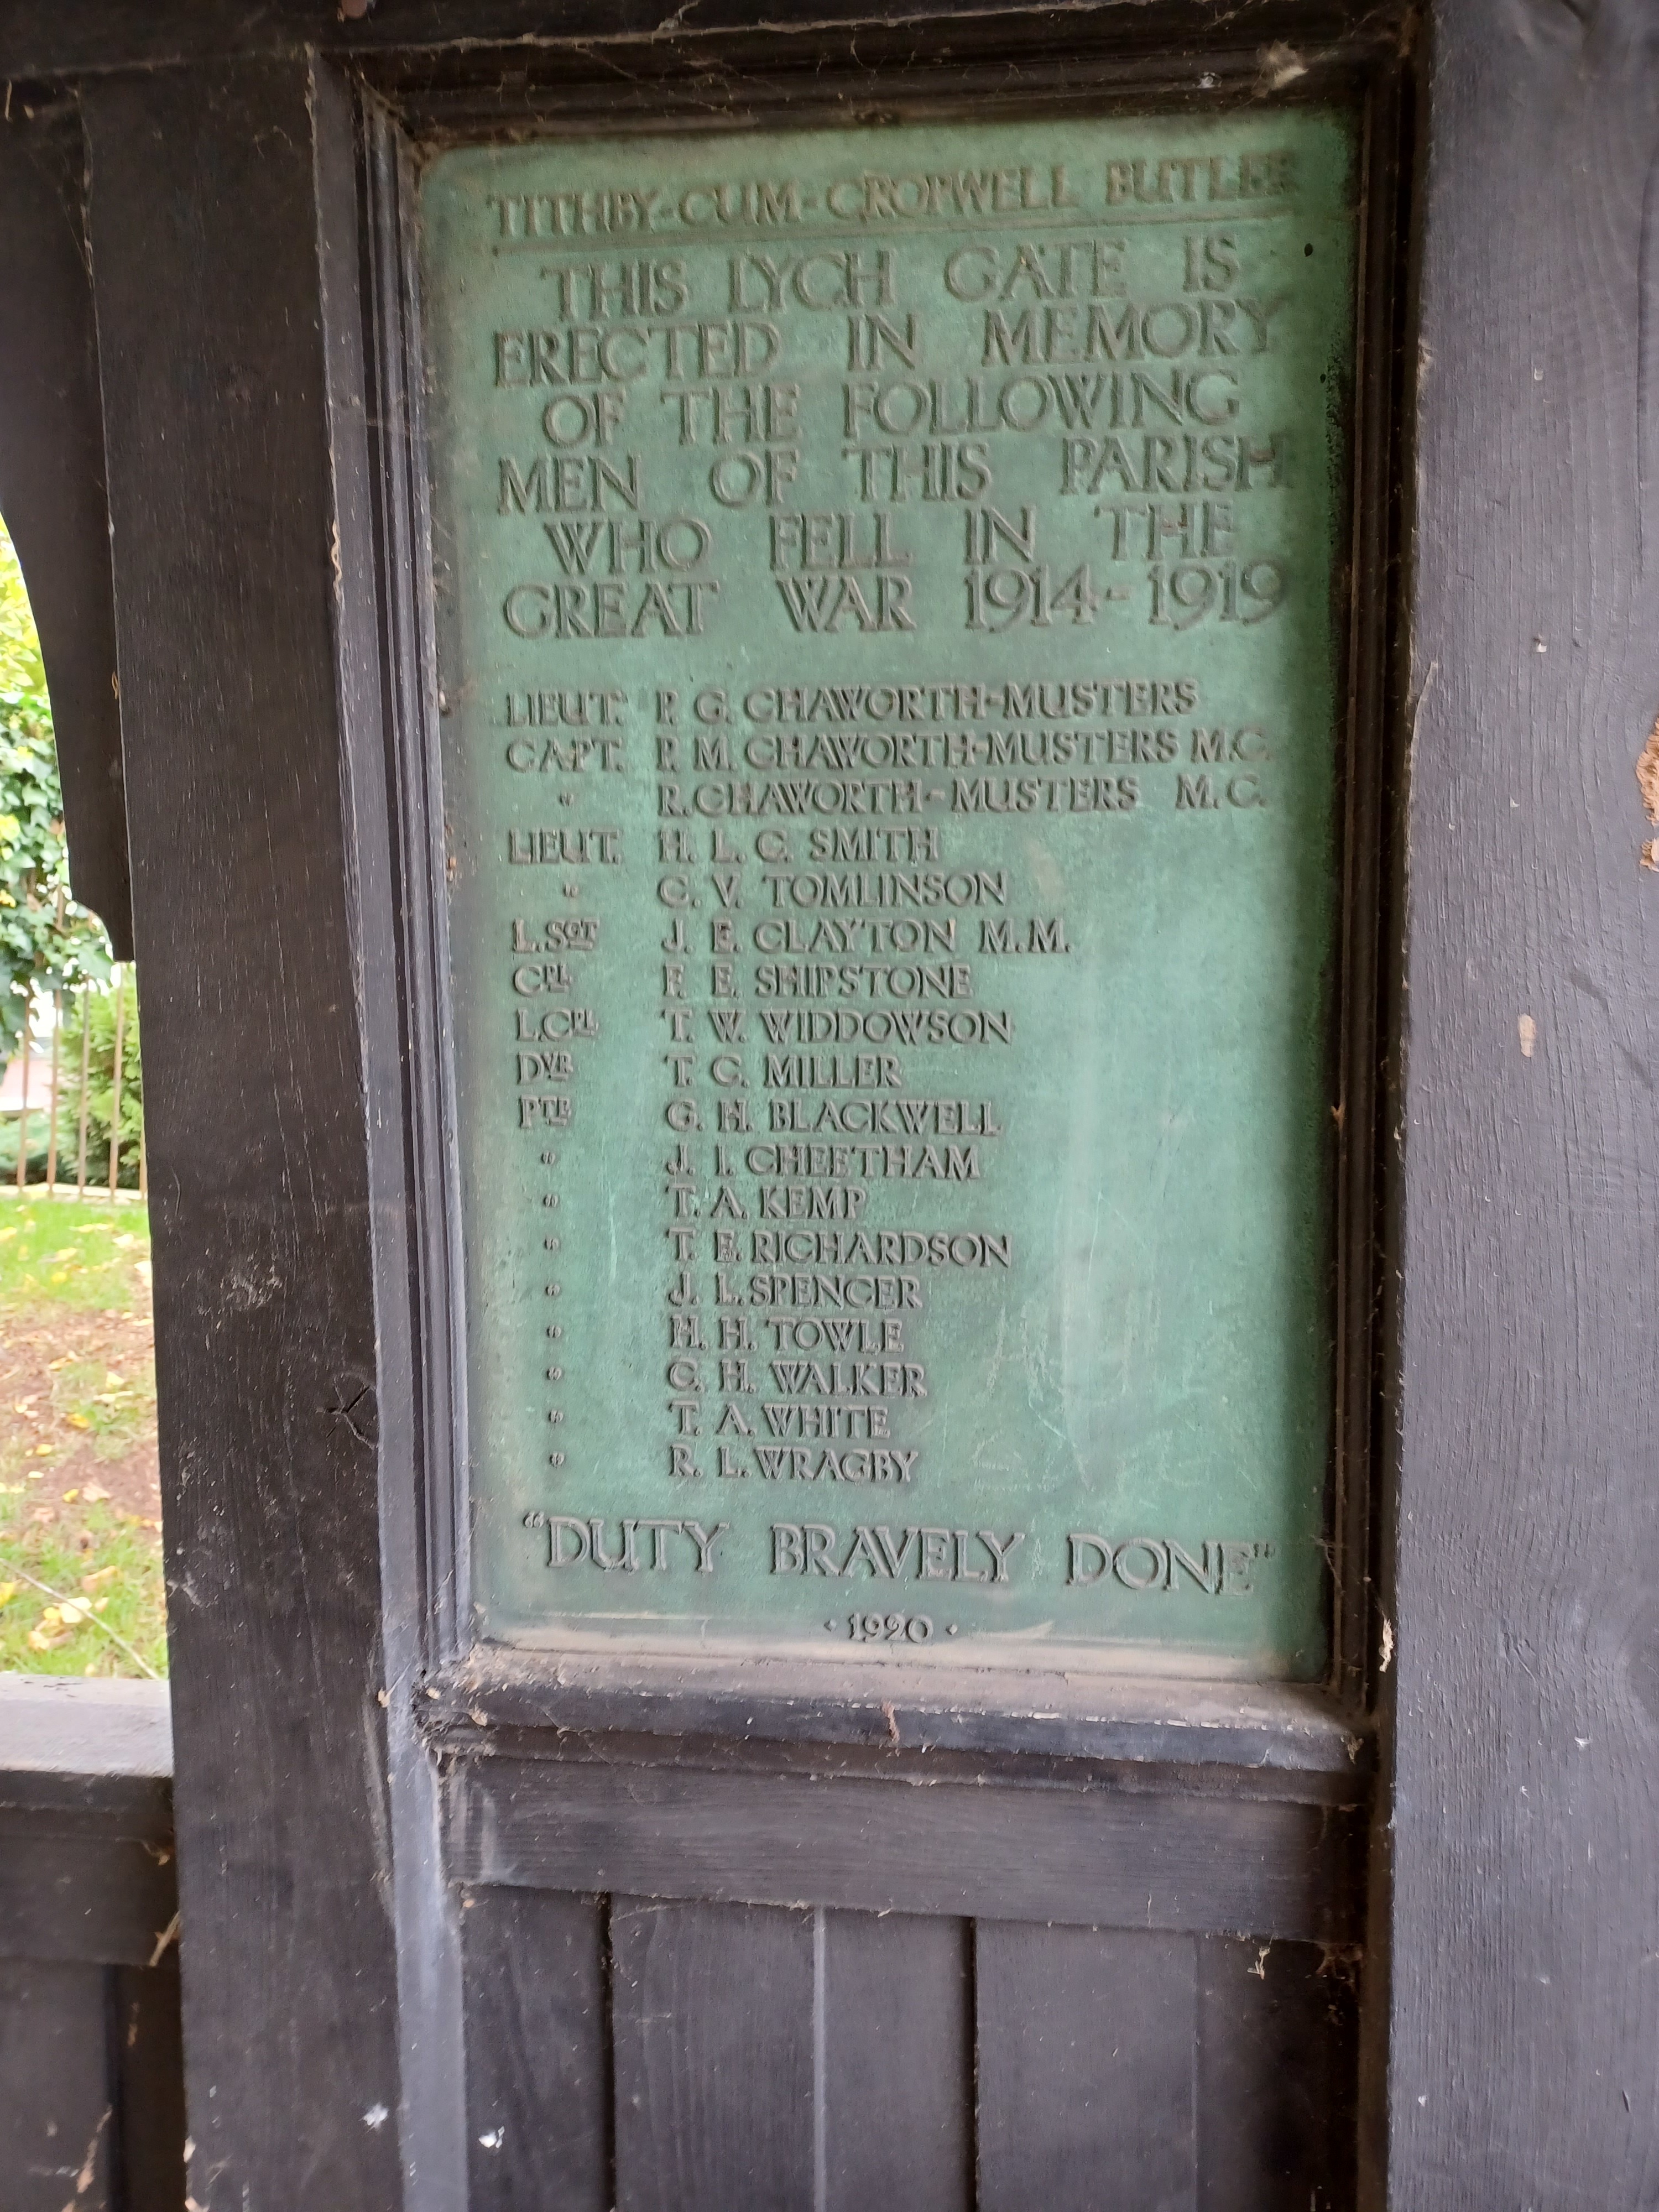 TITHBY-CUM-CROPWELL BUTLER
THIS LYCH GATE IS
ERECTED IN MEMORY
OF THE FOLLOWING
MEN OF THIS PARISH
WHO FELL IN THE
GREAT WAR 1914-1919
LIEUT. P. G. CHAWORTH-MUSTERS
CAPT. P. M. CHAWORTH-MUSTERS M.C.
" R. CHAWORTH-MUSTERS M.C.
LIEUT. H. L. C. SMITH
" C. V. TOMLINSON
L.SGT J. E. CLAYTON M.M.
CPL F. E. SHIPSTONE
L.CPL T. W. WIDDOWSON
DVR T. C. MILLER
PTE G. H. BLACKWELL
" J. I. CHEETHAM
" T. A. KEMP
" T. E. RICHARDSON
" J. L. SPENCER
" H. H. TOWLE
" C. H. WALKER
" T. A. WHITE
" R. L. WRAGBY
"DUTY BRAVELY DONE"
· 1920 ·